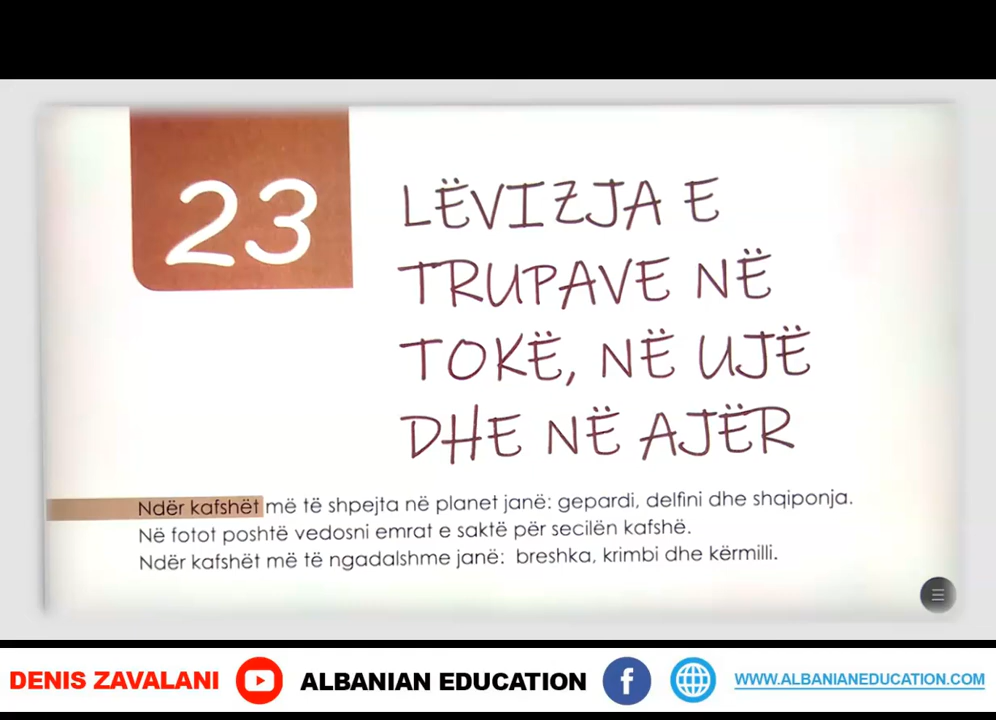 23
LËVIZJA E
TRUPAVE NË
TOKË, NË UJË
DHE NË AJËR
Ndër kafshët më të shpejta në planet janë: gepardi, delfini dhe shqiponja.
Në fotot poshtë vedosni emrat e saktë për secilën kafshë.
Ndër kafshët më të ngadalshme janë: breshka, krimbi dhe kërmilli.
DENIS ZAVALANI ALBANIAN EDUCATION f WWW.ALBANIANEDUCATION.COM